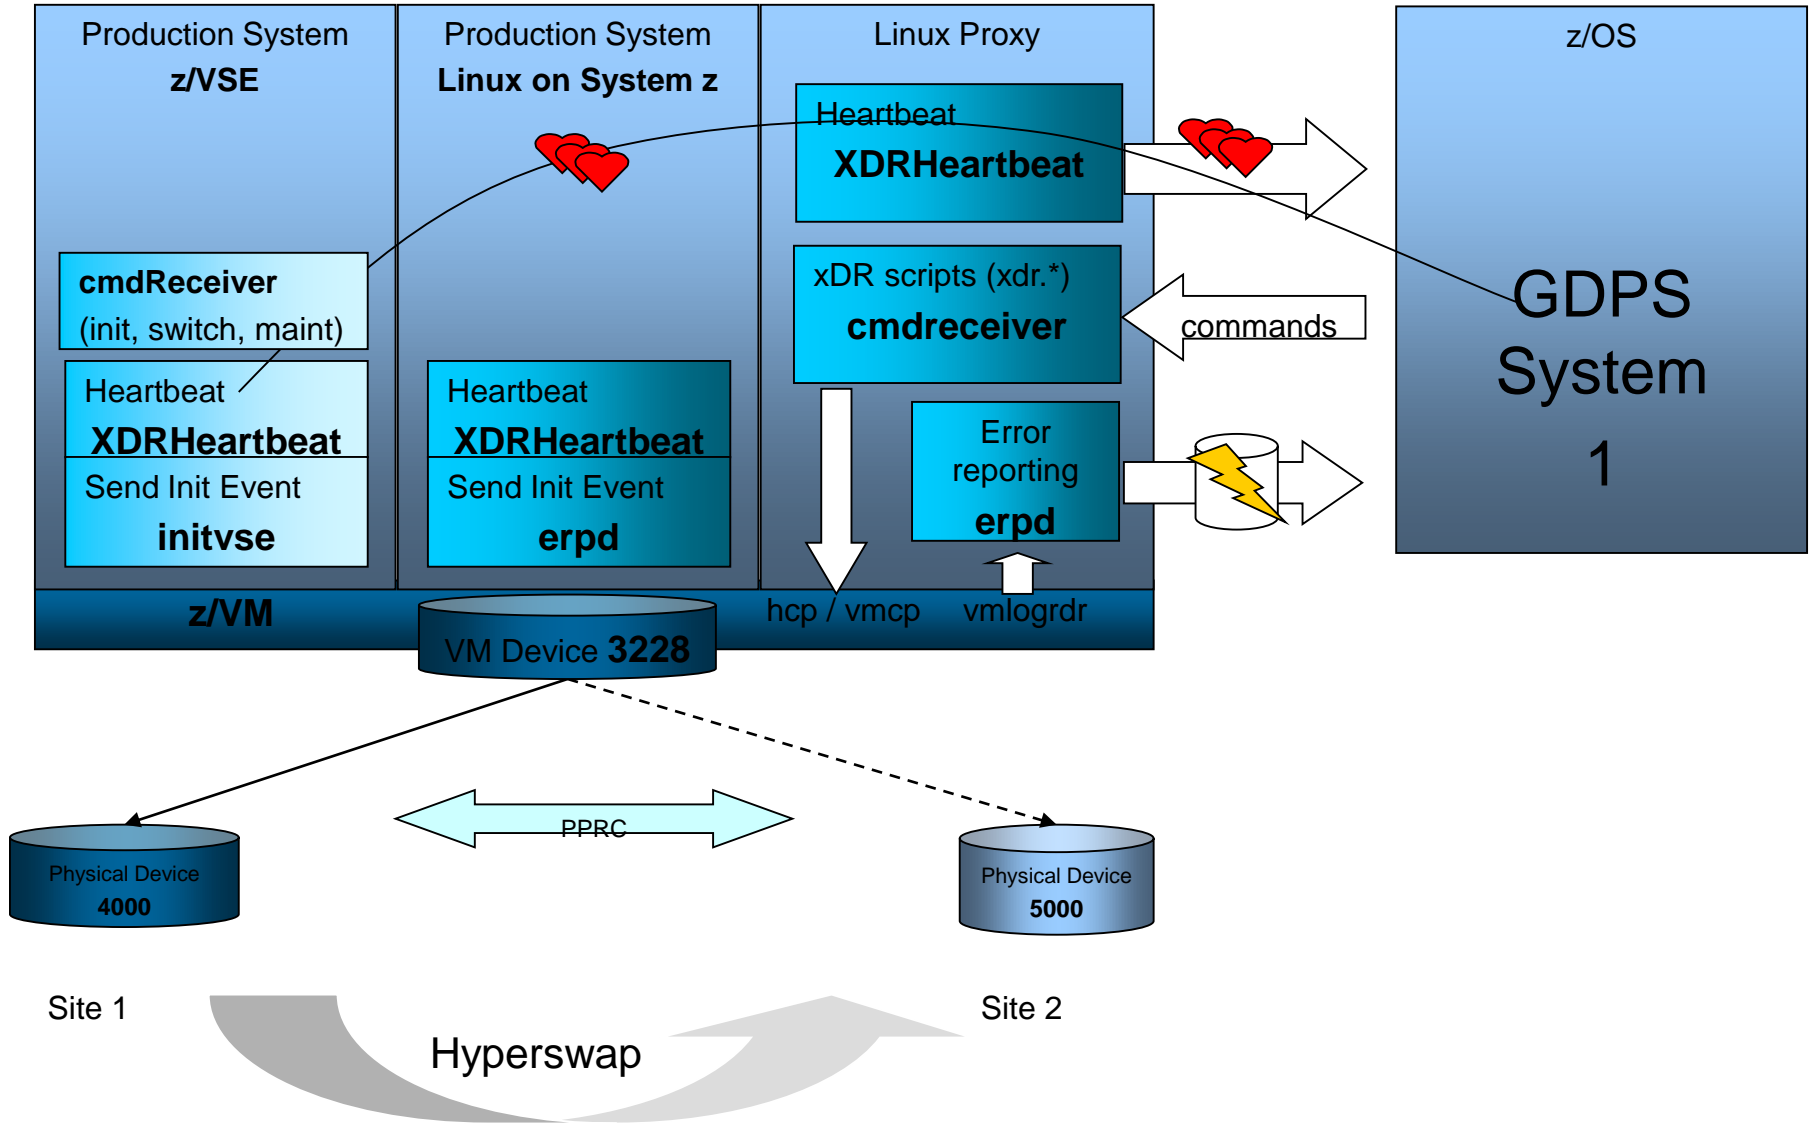 Production System
z/VSE
Production System
Linux on System z
Linux Proxy
z/OS
Heartbeat
XDRHeartbeat
cmdReceiver
(init, switch, maint)
xDR scripts (xdr.*)
cmdreceiver
commands
GDPS
System
1
Heartbeat
XDRHeartbeat
Send Init Event
initvse
Heartbeat
XDRHeartbeat
Send Init Event
erpd
Error
reporting
erpd
z/VM
hcp / vmcp
vmlogrdr
VM Device 3228
PPRC
Physical Device
4000
Physical Device
5000
Site 1
Site 2
Hyperswap